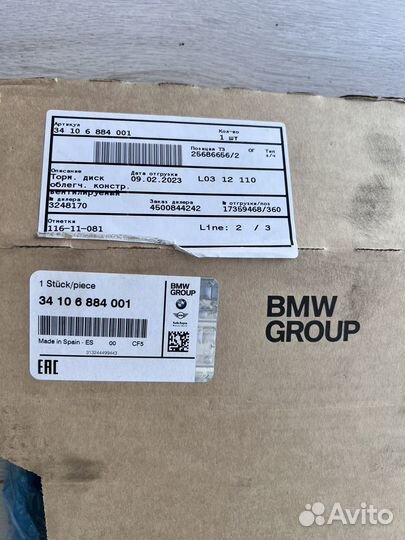 Артикул Кол-во
34 10 6 884 001 1 шт
Позиция ТЗ ОГ Тип
25686656/2 з/ч
Описание Дата отгрузки
Торм. диск 09.02.2023 L03 12 110
облегч. констр.
вентилируемый
№ дилера Заказ дилера № отгрузки/поз
3248170 4500844242 17359468/360
Отметки
116-11-081 Line: 2 / 3
1 Stück/piece
34 10 6 884 001
Made in Spain - ES 00 CF5
313244499443
EAC
BMW
GROUP
BMW
GROUP
Avito